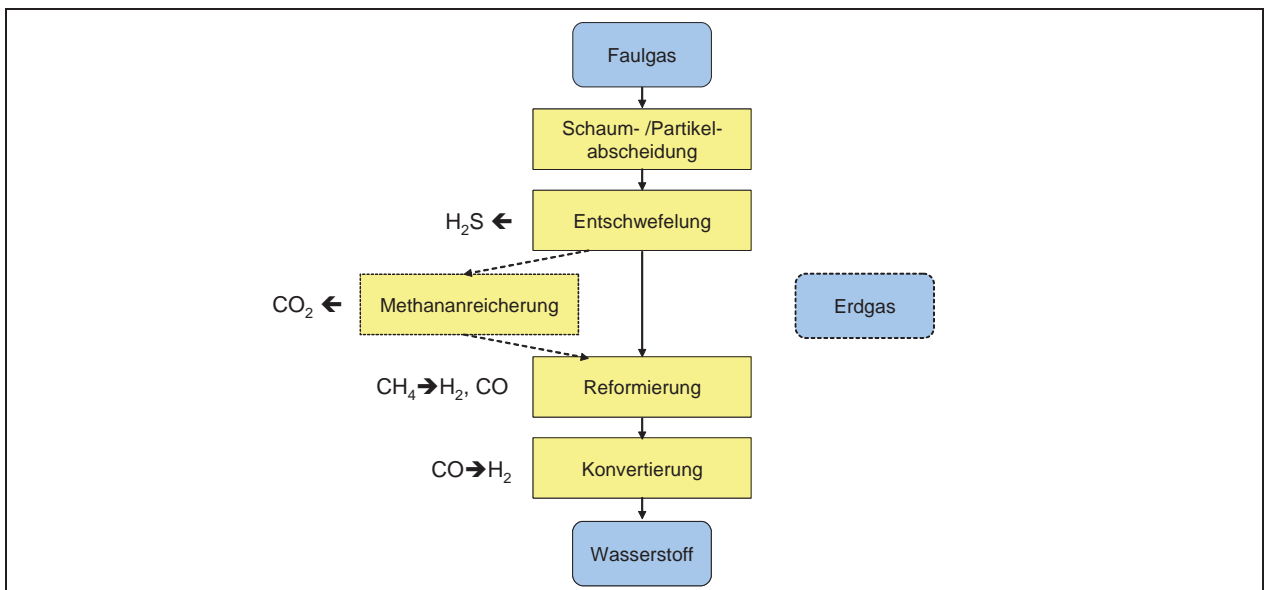 Faulgas
Schaum- /Partikel-
abscheidung
H₂S 🡸 Entschwefelung
CO₂ 🡸 Methananreicherung
Erdgas
CH₄🡺H₂, CO Reformierung
CO🡺H₂ Konvertierung
Wasserstoff